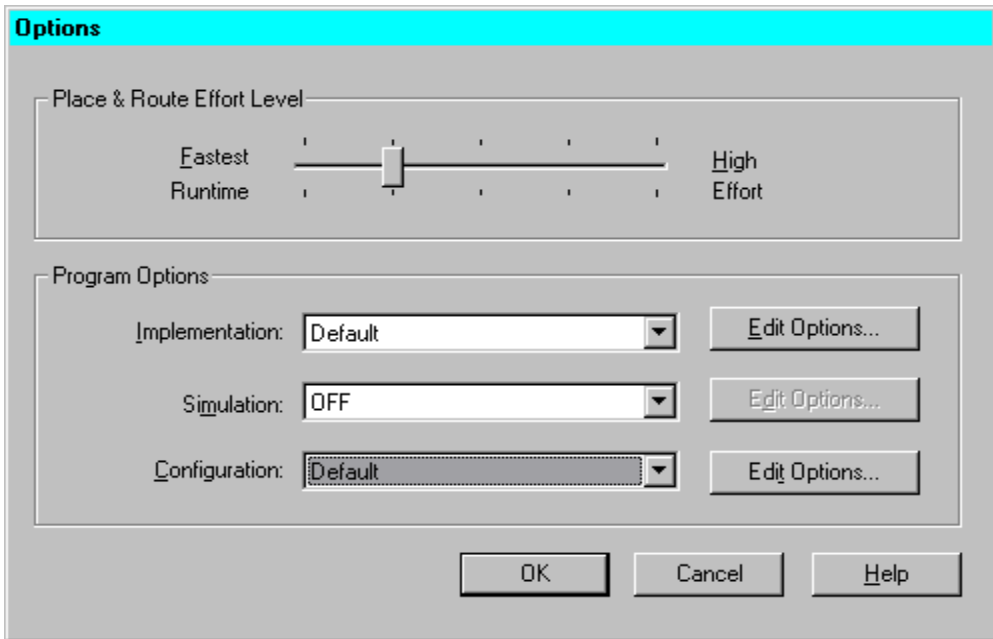 Options
Place & Route Effort Level
Fastest
Runtime
High
Effort
Program Options
Implementation: Default Edit Options...
Simulation: OFF Edit Options...
Configuration: Default Edit Options...
OK Cancel Help